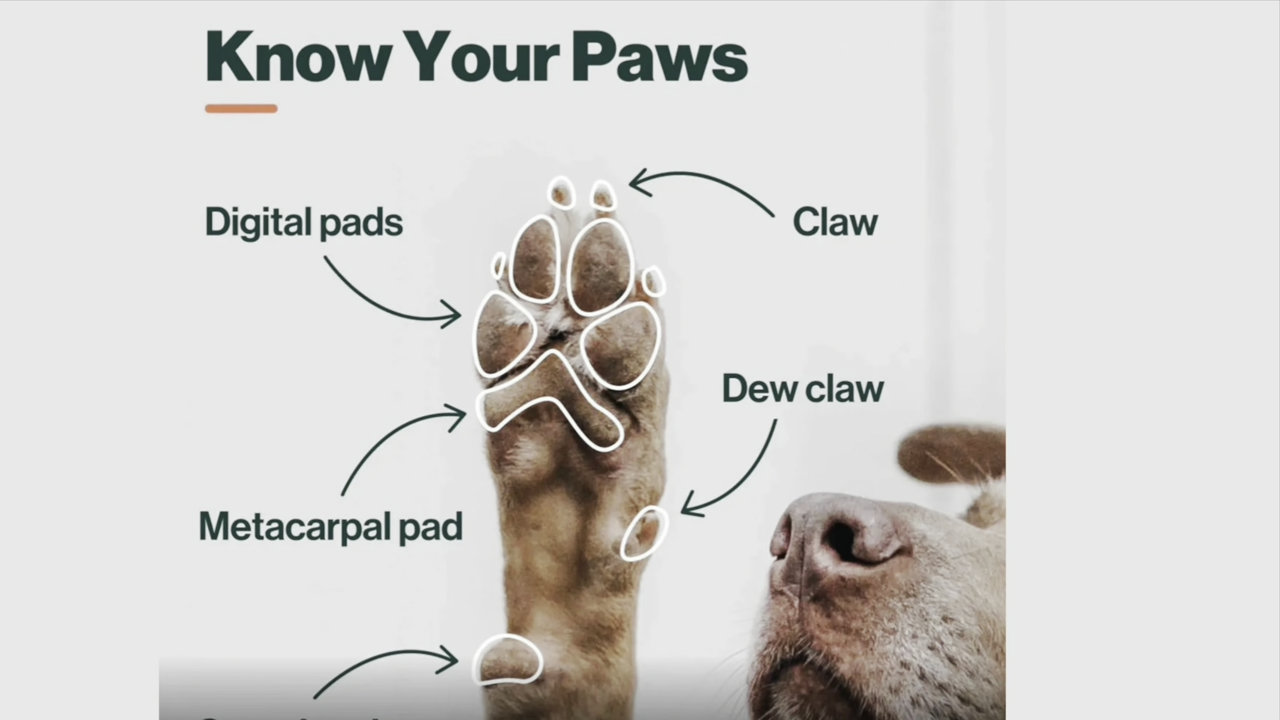 Know Your Paws
Digital pads
Claw
Dew claw
Metacarpal pad